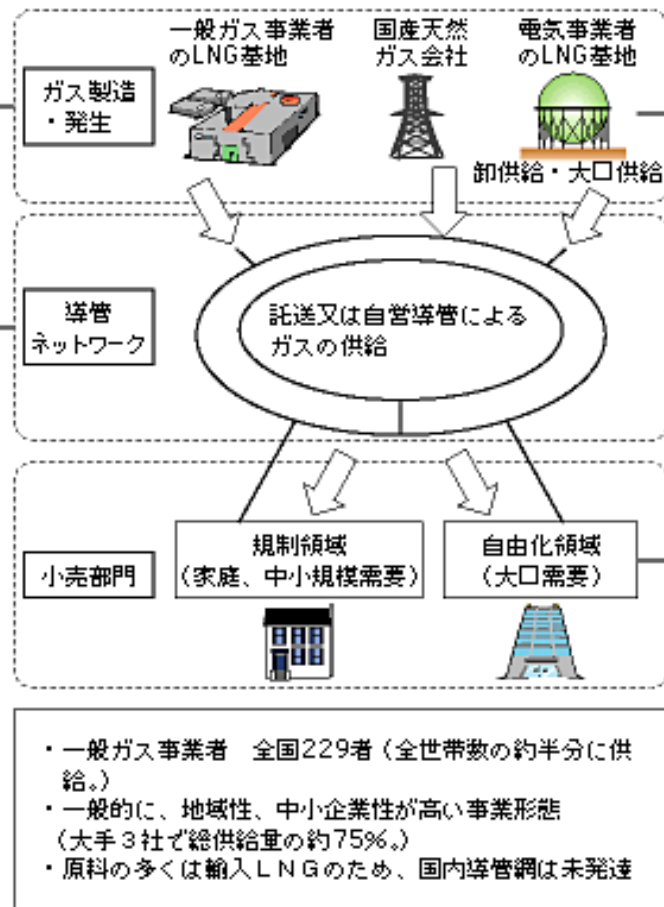 一般ガス事業者
のLNG基地
国産天然
ガス会社
電気事業者
のLNG基地
ガス製造
・発生
卸供給・大口供給
導管
ネットワーク
託送又は自営導管による
ガスの供給
小売部門
規制領域
(家庭、中小規模需要)
自由化領域
(大口需要)
・一般ガス事業者 全国229者(全世帯数の約半分に供
給。)
・一般的に、地域性、中小企業性が高い事業形態
(大手3社で総供給量の約75%。)
・原料の多くは輸入LNGのため、国内導管網は未発達